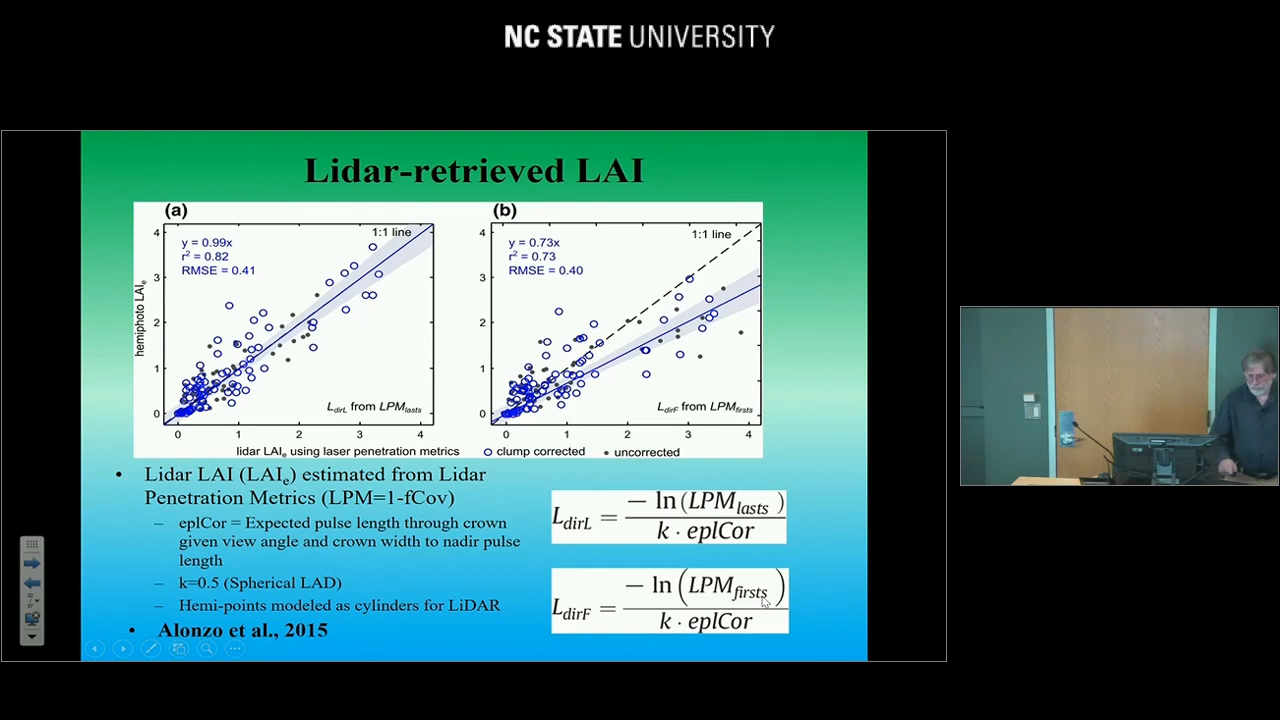 NC STATE UNIVERSITY
Lidar-retrieved LAI
(a)
(b)
1:1 line
y = 0.99x
r² = 0.82
RMSE = 0.41
hemiphoto LAIₑ
4
3
2
1
0
0 1 2 3 4
L_dirL from LPM_lasts
1:1 line
y = 0.73x
r² = 0.73
RMSE = 0.40
4
3
2
1
0
0 1 2 3 4
L_dirF from LPM_firsts
lidar LAIₑ using laser penetration metrics
clump corrected
uncorrected
• Lidar LAI (LAIₑ) estimated from Lidar
Penetration Metrics (LPM=1-fCov)
– eplCor = Expected pulse length through crown
given view angle and crown width to nadir pulse
length
– k=0.5 (Spherical LAD)
– Hemi-points modeled as cylinders for LiDAR
• Alonzo et al., 2015
L_dirL = − ln (LPM_lasts) / k · eplCor
L_dirF = − ln (LPM_firsts) / k · eplCor